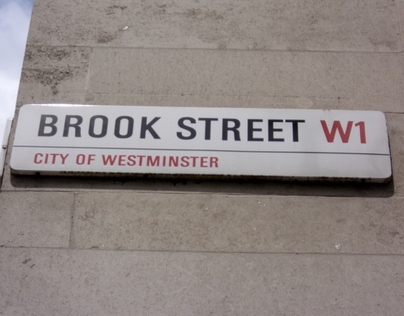 BROOK STREET W1
CITY OF WESTMINSTER